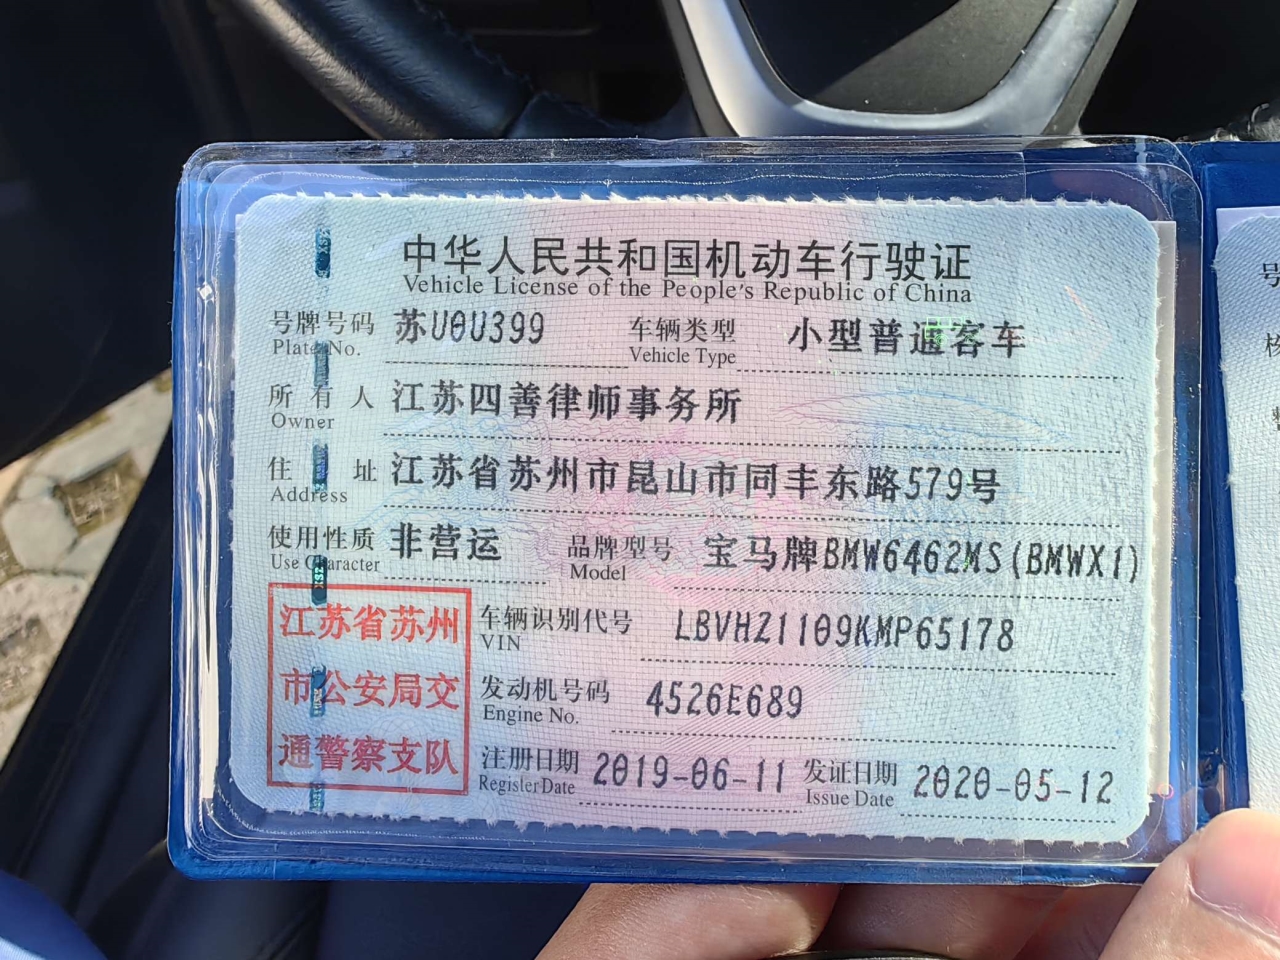 中华人民共和国机动车行驶证
Vehicle License of the People's Republic of China
号牌号码 苏U0U399 车辆类型 小型普通客车
Plate No. Vehicle Type
所有人 江苏四善律师事务所
Owner
住址 江苏省苏州市昆山市同丰东路579号
Address
使用性质 非营运 品牌型号 宝马牌BMW6462MS(BMWX1)
Use Character Model
江苏省苏州
市公安局交
通警察支队
车辆识别代号 LBVHZ1109KMP65178
VIN
发动机号码 4526E689
Engine No.
注册日期 2019-06-11 发证日期 2020-05-12
Register Date Issue Date
号